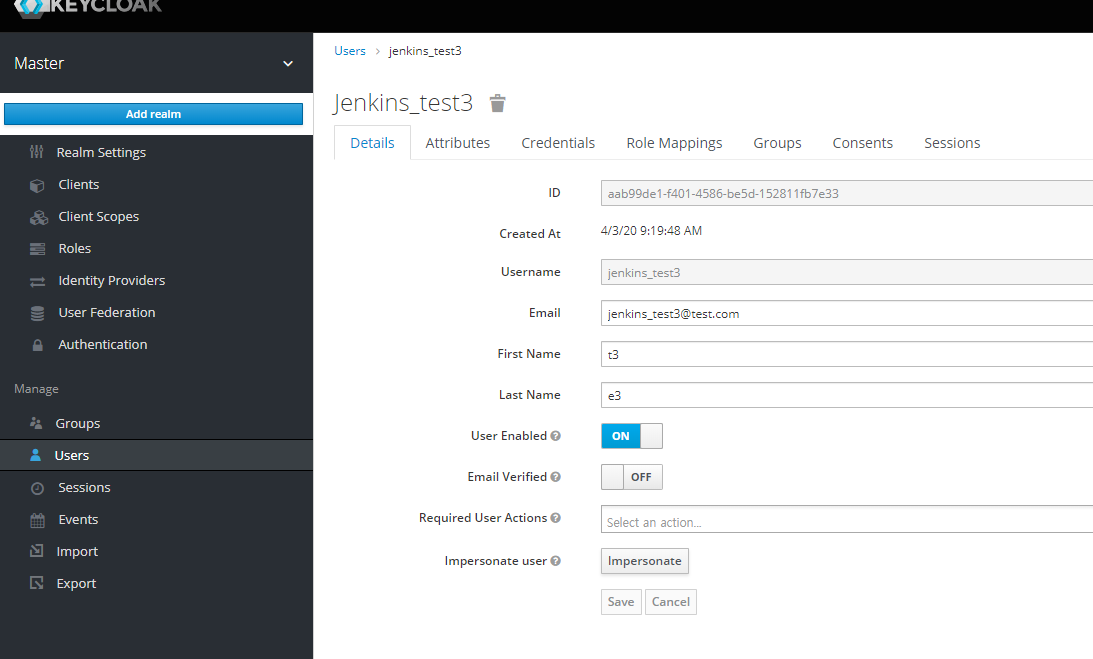 KEYCLOAK
Master
Add realm
Realm Settings
Clients
Client Scopes
Roles
Identity Providers
User Federation
Authentication
Manage
Groups
Users
Sessions
Events
Import
Export
Users > jenkins_test3
Jenkins_test3
Details Attributes Credentials Role Mappings Groups Consents Sessions
ID aab99de1-f401-4586-be5d-152811fb7e33
Created At 4/3/20 9:19:48 AM
Username jenkins_test3
Email jenkins_test3@test.com
First Name t3
Last Name e3
User Enabled ON
Email Verified OFF
Required User Actions Select an action...
Impersonate user Impersonate
Save Cancel